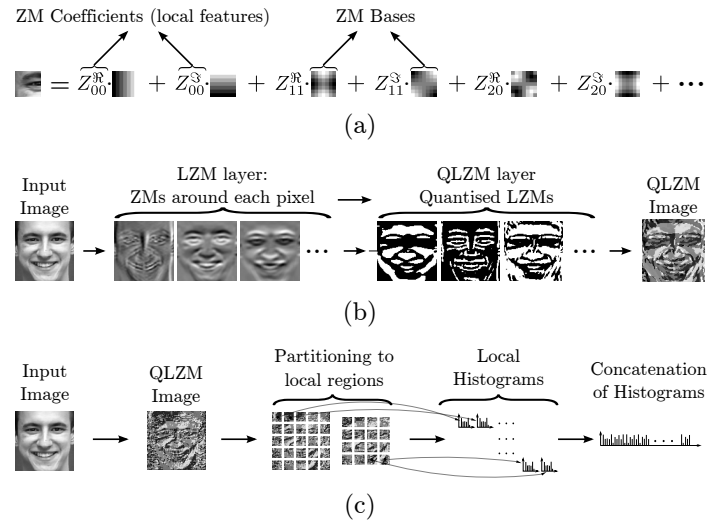 ZM Coefficients (local features)
ZM Bases
= Z^ℜ_00· + Z^ℑ_00· + Z^ℜ_11· + Z^ℑ_11· + Z^ℜ_20· + Z^ℑ_20· + ···
(a)
Input
Image
LZM layer:
ZMs around each pixel
···
QLZM layer
Quantised LZMs
···
QLZM
Image
(b)
Input
Image
QLZM
Image
Partitioning to
local regions
Local
Histograms
. . .
. . .
Concatenation
of Histograms
. . .
(c)